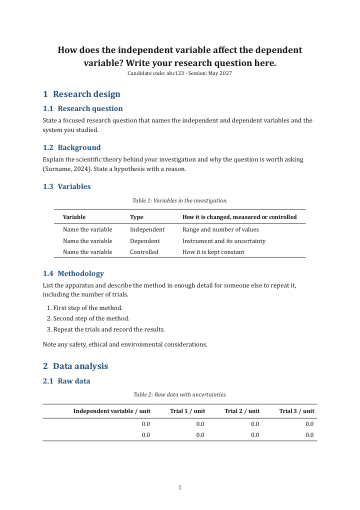 How does the independent variable affect the dependent
variable? Write your research question here.
Candidate code: abc123 · Session: May 2027
1 Research design
1.1 Research question
State a focused research question that names the independent and dependent variables and the
system you studied.
1.2 Background
Explain the scientific theory behind your investigation and why the question is worth asking
(Surname, 2024). State a hypothesis with a reason.
1.3 Variables
Table 1: Variables in the investigation.
Variable Type How it is changed, measured or controlled
Name the variable Independent Range and number of values
Name the variable Dependent Instrument and its uncertainty
Name the variable Controlled How it is kept constant
1.4 Methodology
List the apparatus and describe the method in enough detail for someone else to repeat it,
including the number of trials.
1. First step of the method.
2. Second step of the method.
3. Repeat the trials and record the results.
Note any safety, ethical and environmental considerations.
2 Data analysis
2.1 Raw data
Table 2: Raw data with uncertainties.
Independent variable / unit Trial 1 / unit Trial 2 / unit Trial 3 / unit
0.0 0.0 0.0 0.0
0.0 0.0 0.0 0.0
1